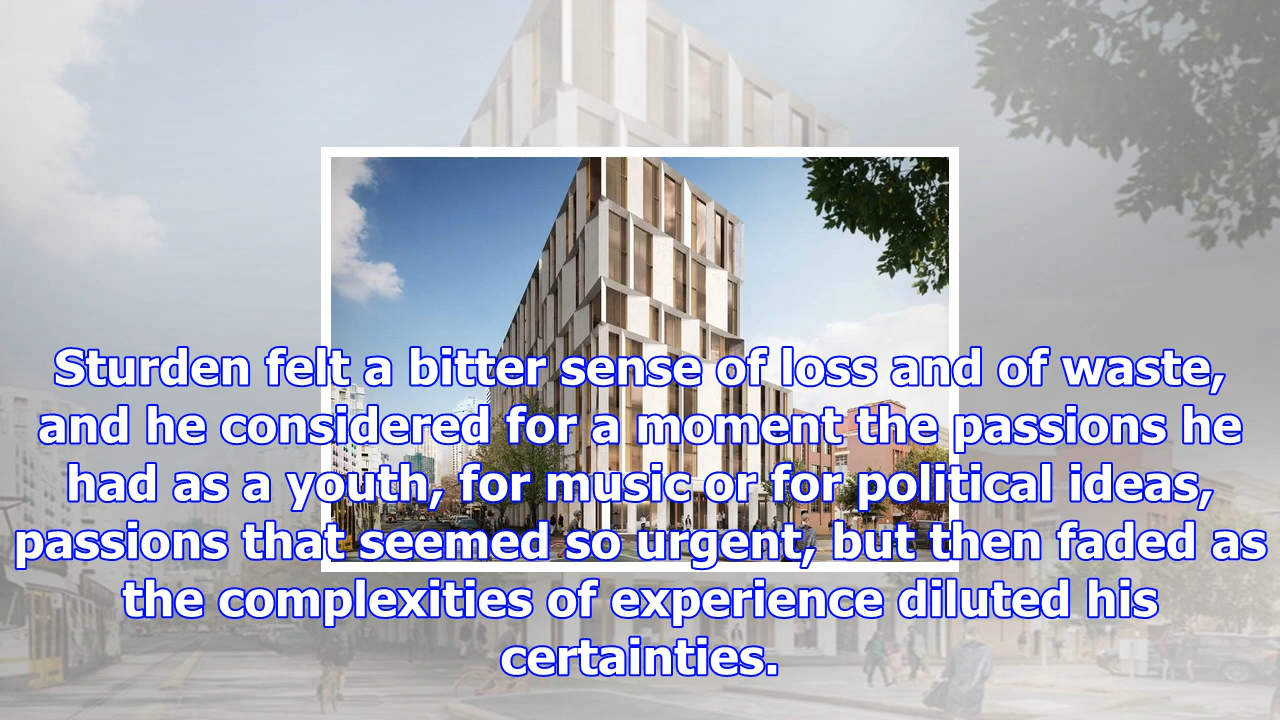 Sturden felt a bitter sense of loss and of waste,
and he considered for a moment the passions he
had as a youth, for music or for political ideas,
passions that seemed so urgent, but then faded as
the complexities of experience diluted his
certainties.